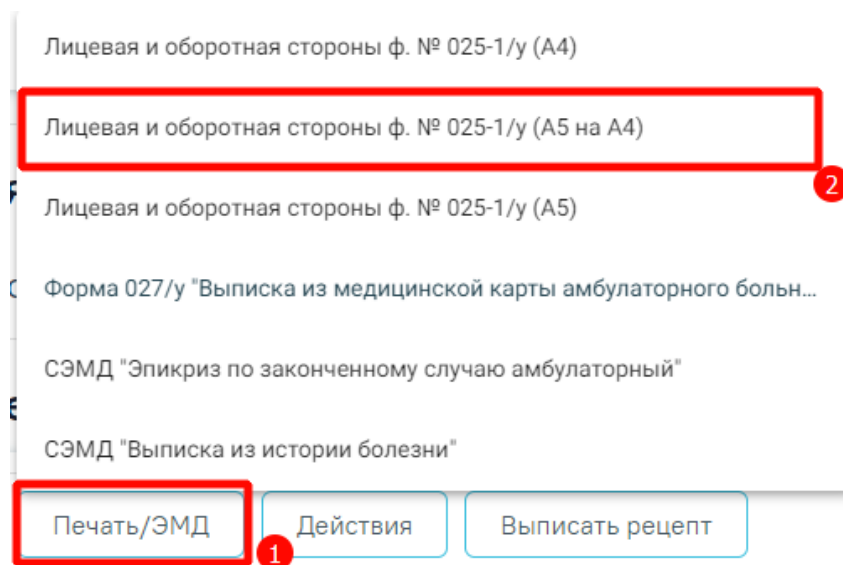 Лицевая и оборотная стороны ф. № 025-1/у (А4)
Лицевая и оборотная стороны ф. № 025-1/у (А5 на А4)
2
Лицевая и оборотная стороны ф. № 025-1/у (А5)
Форма 027/у "Выписка из медицинской карты амбулаторного больн...
СЭМД "Эпикриз по законченному случаю амбулаторный"
СЭМД "Выписка из истории болезни"
Печать/ЭМД 1 Действия Выписать рецепт